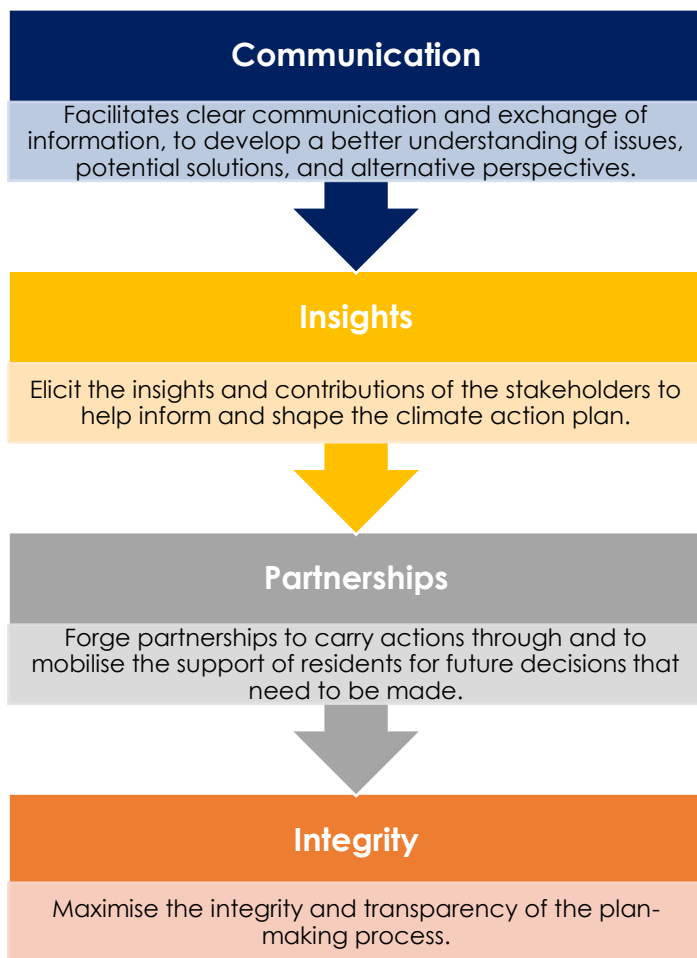 Communication
Facilitates clear communication and exchange of
information, to develop a better understanding of issues,
potential solutions, and alternative perspectives.
Insights
Elicit the insights and contributions of the stakeholders to
help inform and shape the climate action plan.
Partnerships
Forge partnerships to carry actions through and to
mobilise the support of residents for future decisions that
need to be made.
Integrity
Maximise the integrity and transparency of the plan-
making process.